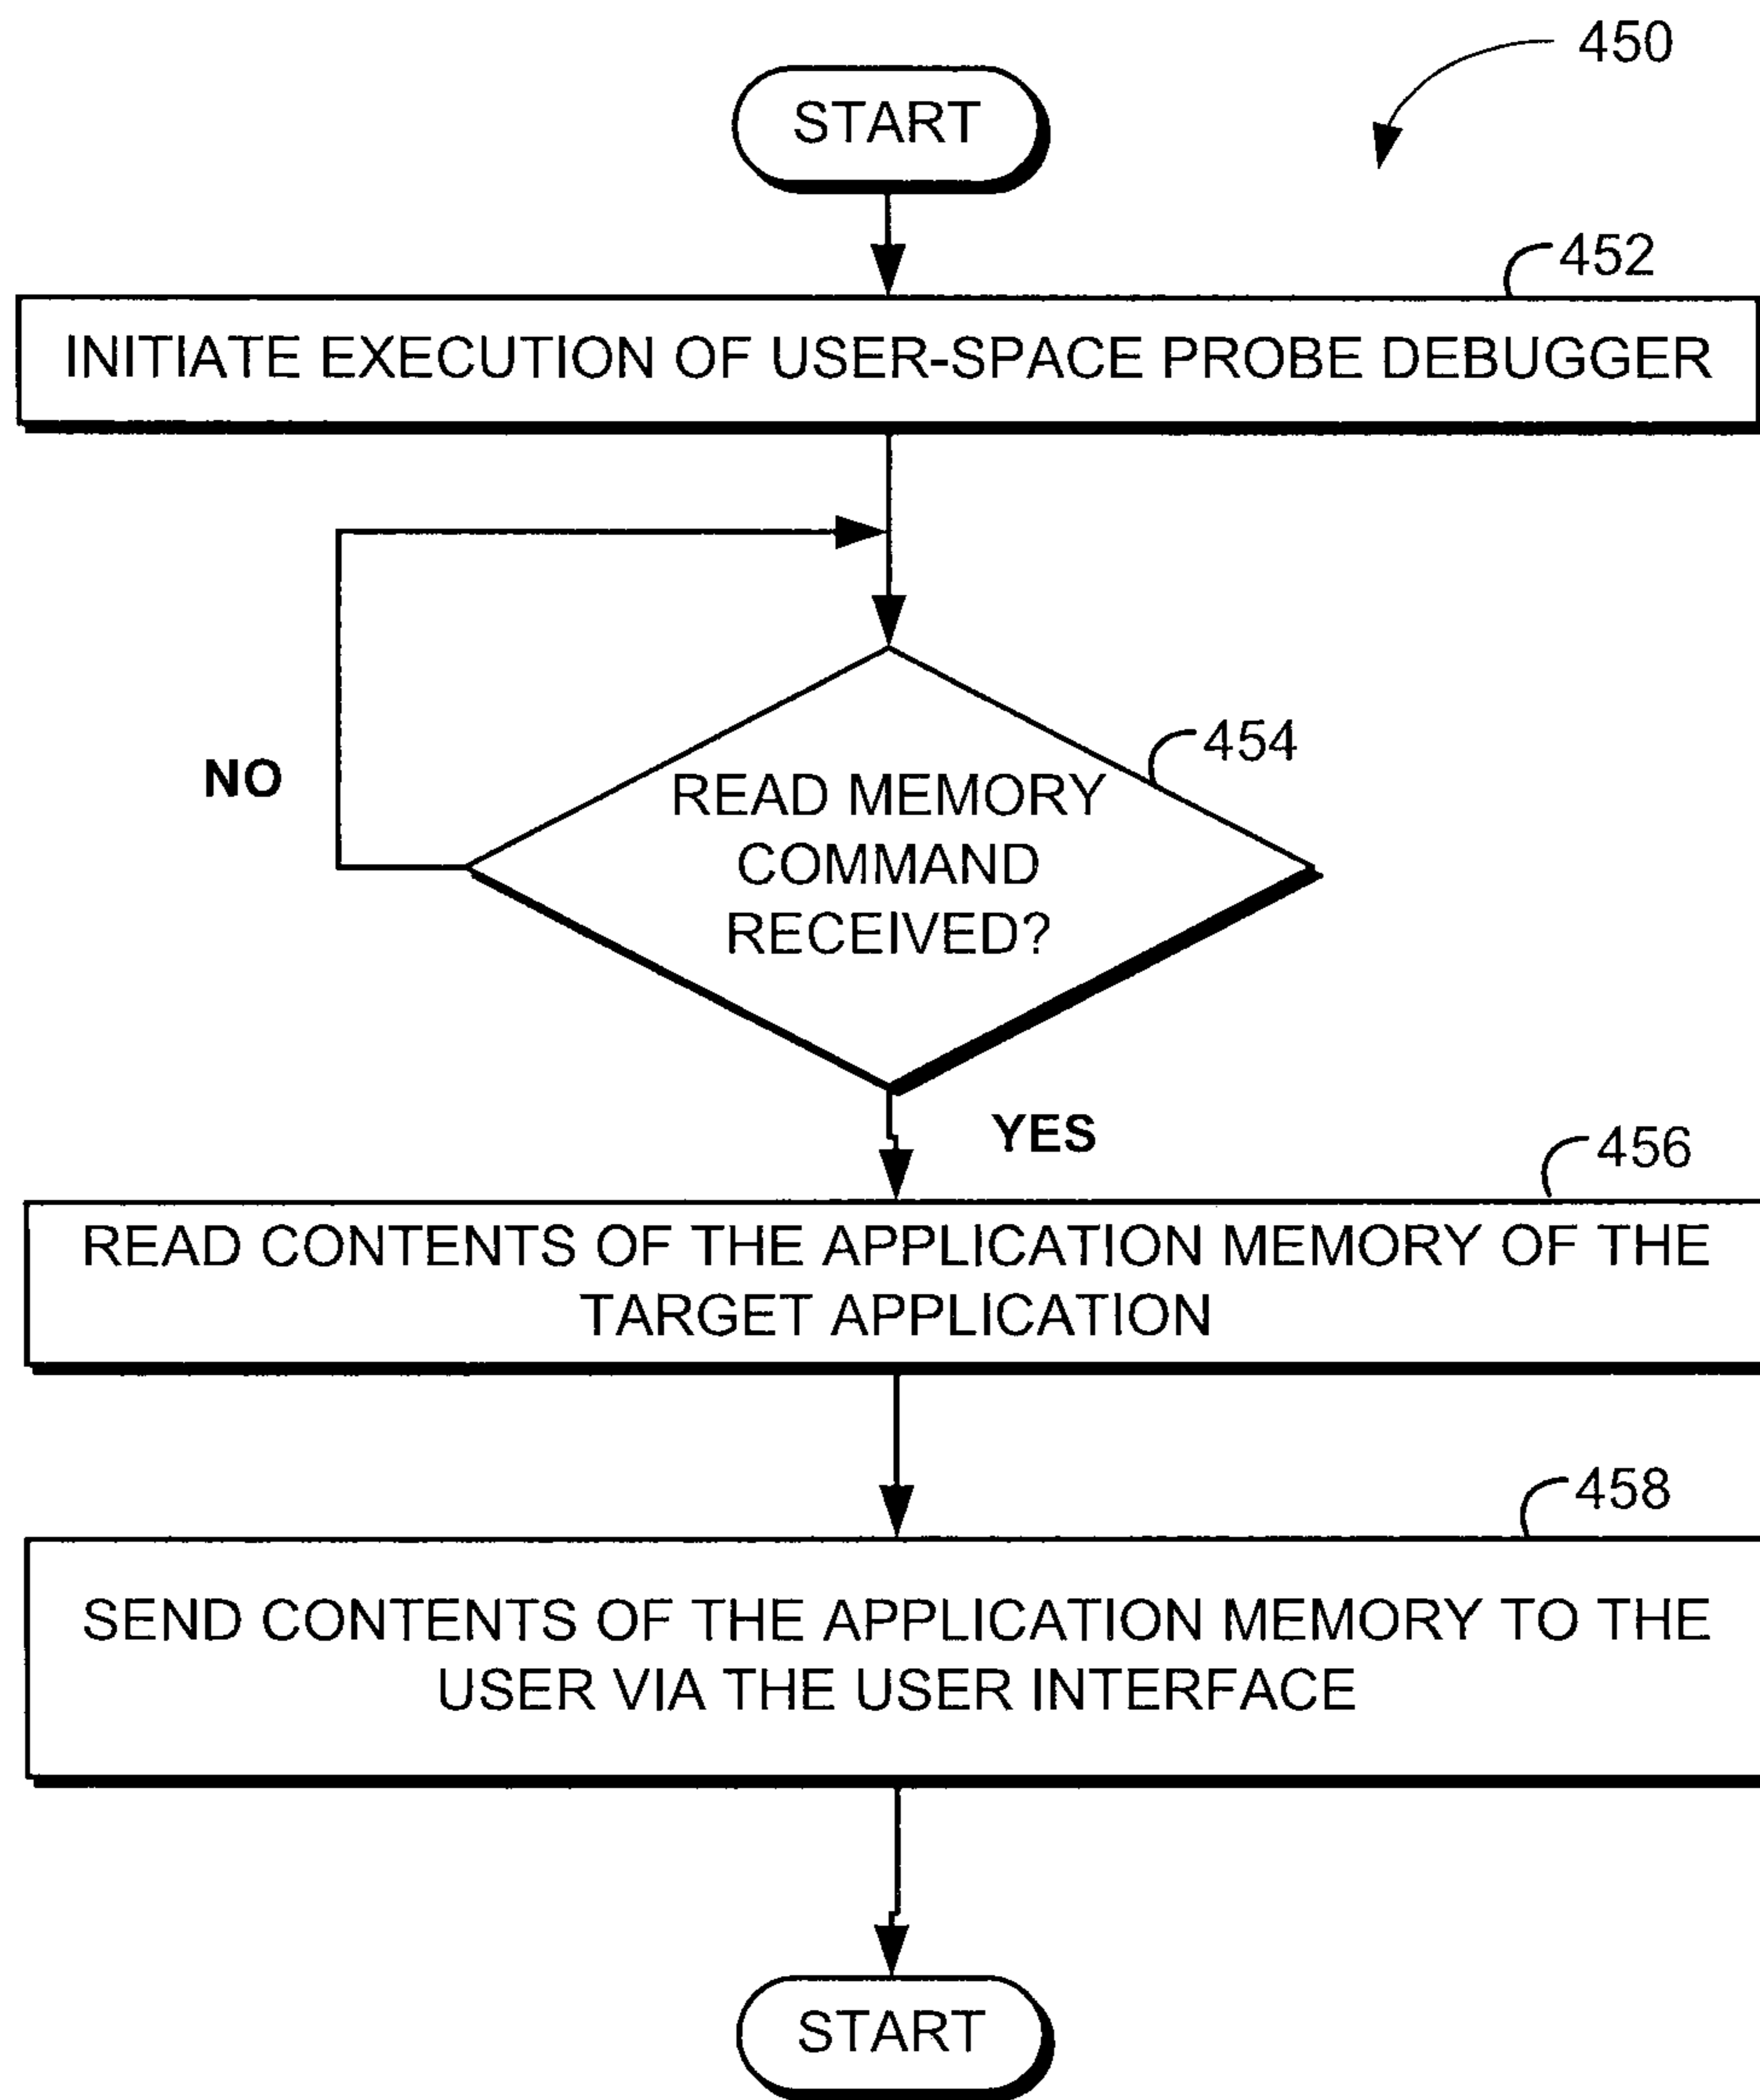 450
START
452
INITIATE EXECUTION OF USER-SPACE PROBE DEBUGGER
454
NO
READ MEMORY
COMMAND
RECEIVED?
YES
456
READ CONTENTS OF THE APPLICATION MEMORY OF THE
TARGET APPLICATION
458
SEND CONTENTS OF THE APPLICATION MEMORY TO THE
USER VIA THE USER INTERFACE
START